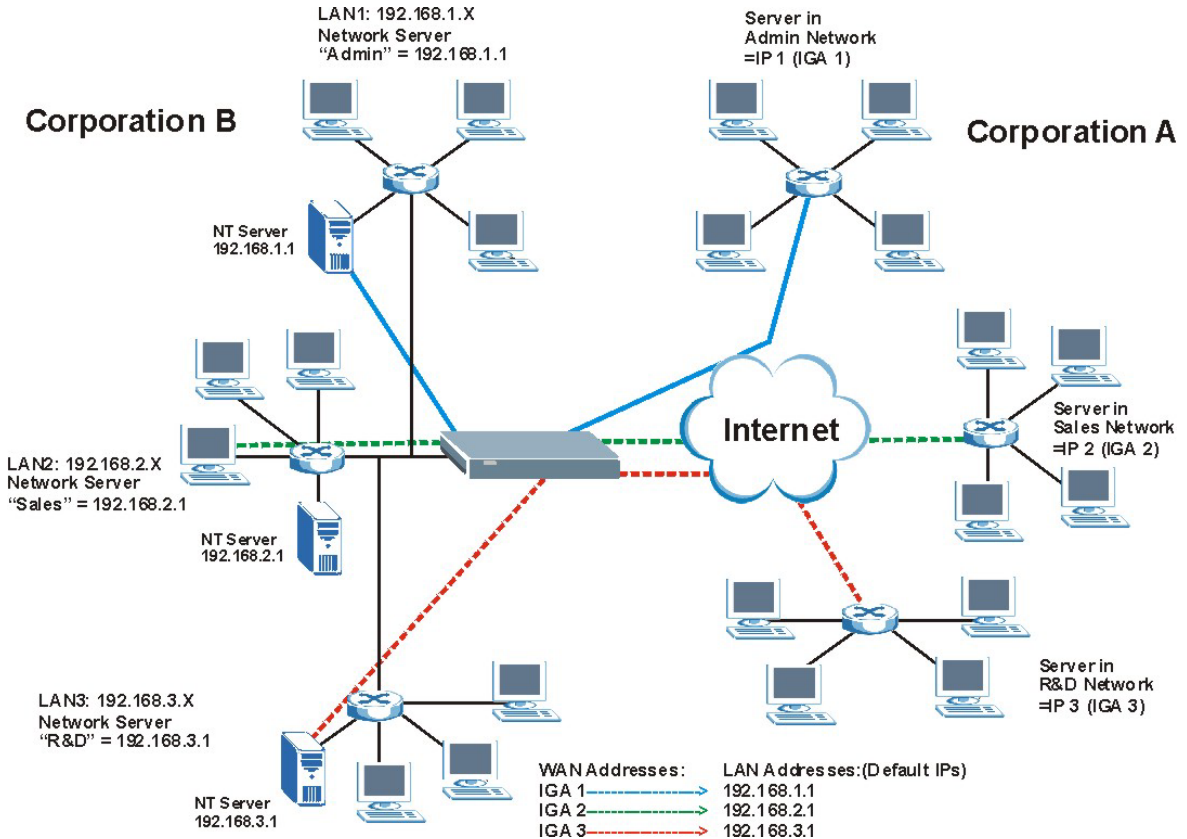 LAN1: 192.168.1.X
Network Server
“Admin” = 192.168.1.1
Server in
Admin Network
=IP 1 (IGA 1)
Corporation B
Corporation A
NT Server
192.168.1.1
Internet
Server in
Sales Network
=IP 2 (IGA 2)
LAN2: 192.168.2.X
Network Server
“Sales” = 192.168.2.1
NT Server
192.168.2.1
LAN3: 192.168.3.X
Network Server
“R&D” = 192.168.3.1
Server in
R&D Network
=IP 3 (IGA 3)
NT Server
192.168.3.1
WAN Addresses: LAN Addresses:(Default IPs)
IGA 1 192.168.1.1
IGA 2 192.168.2.1
IGA 3 192.168.3.1